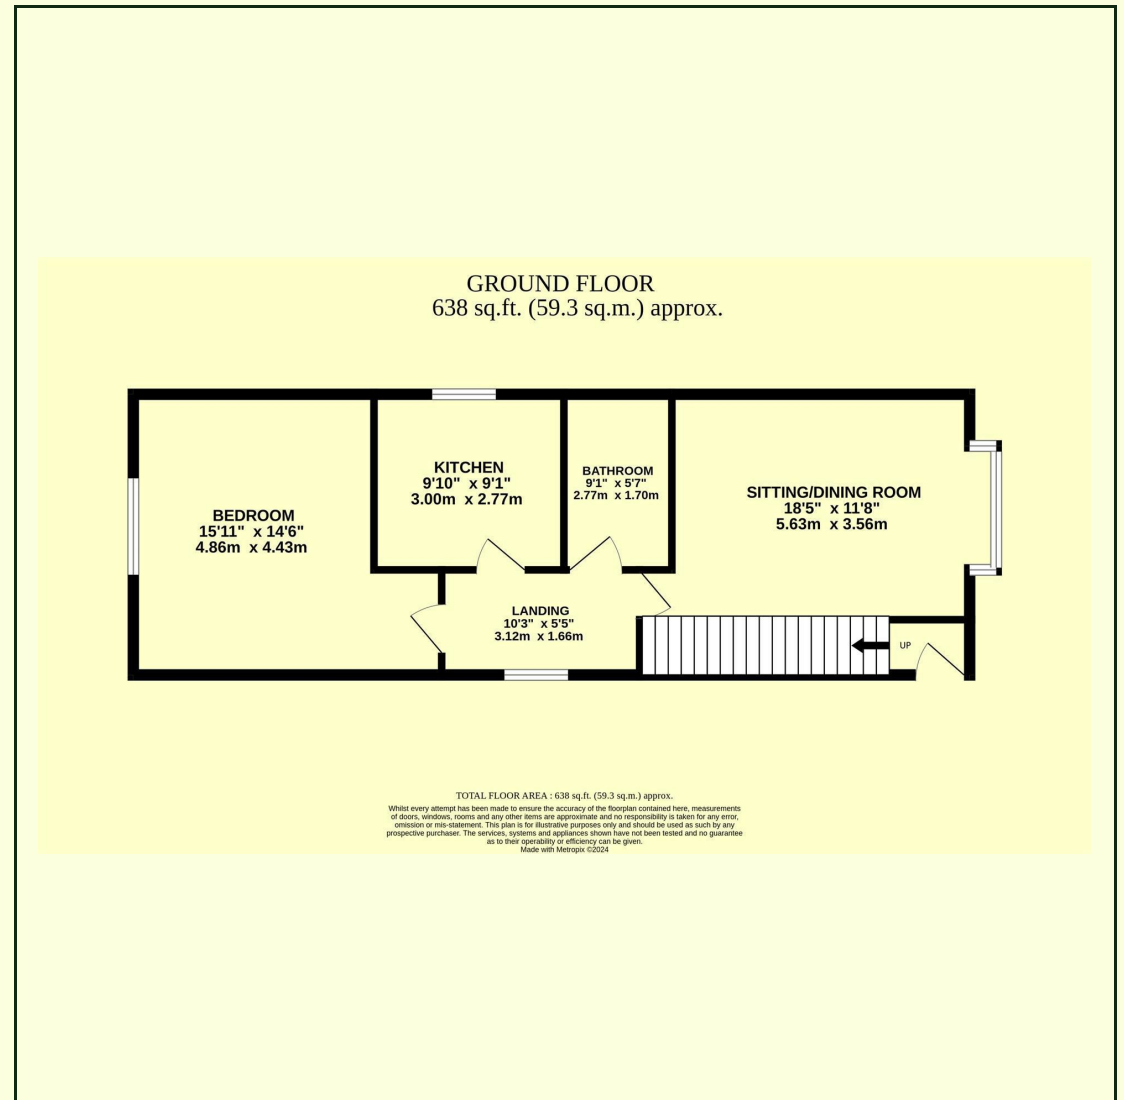 GROUND FLOOR
638 sq.ft. (59.3 sq.m.) approx.
KITCHEN
9'10" x 9'1"
3.00m x 2.77m
BATHROOM
9'1" x 5'7"
2.77m x 1.70m
SITTING/DINING ROOM
18'5" x 11'8"
5.63m x 3.56m
BEDROOM
15'11" x 14'6"
4.86m x 4.43m
LANDING
10'3" x 5'5"
3.12m x 1.66m
UP
TOTAL FLOOR AREA : 638 sq.ft. (59.3 sq.m.) approx.
Whilst every attempt has been made to ensure the accuracy of the floorplan contained here, measurements
of doors, windows, rooms and any other items are approximate and no responsibility is taken for any error,
omission or mis-statement. This plan is for illustrative purposes only and should be used as such by any
prospective purchaser. The services, systems and appliances shown have not been tested and no guarantee
as to their operability or efficiency can be given.
Made with Metropix ©2024